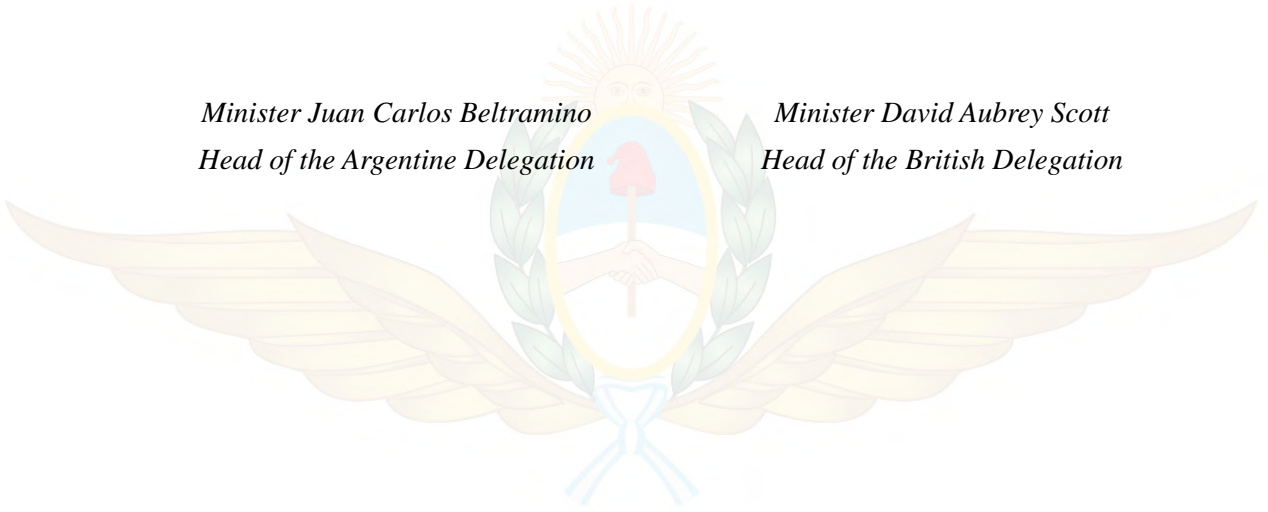 Minister Juan Carlos Beltramino
Head of the Argentine Delegation
Minister David Aubrey Scott
Head of the British Delegation